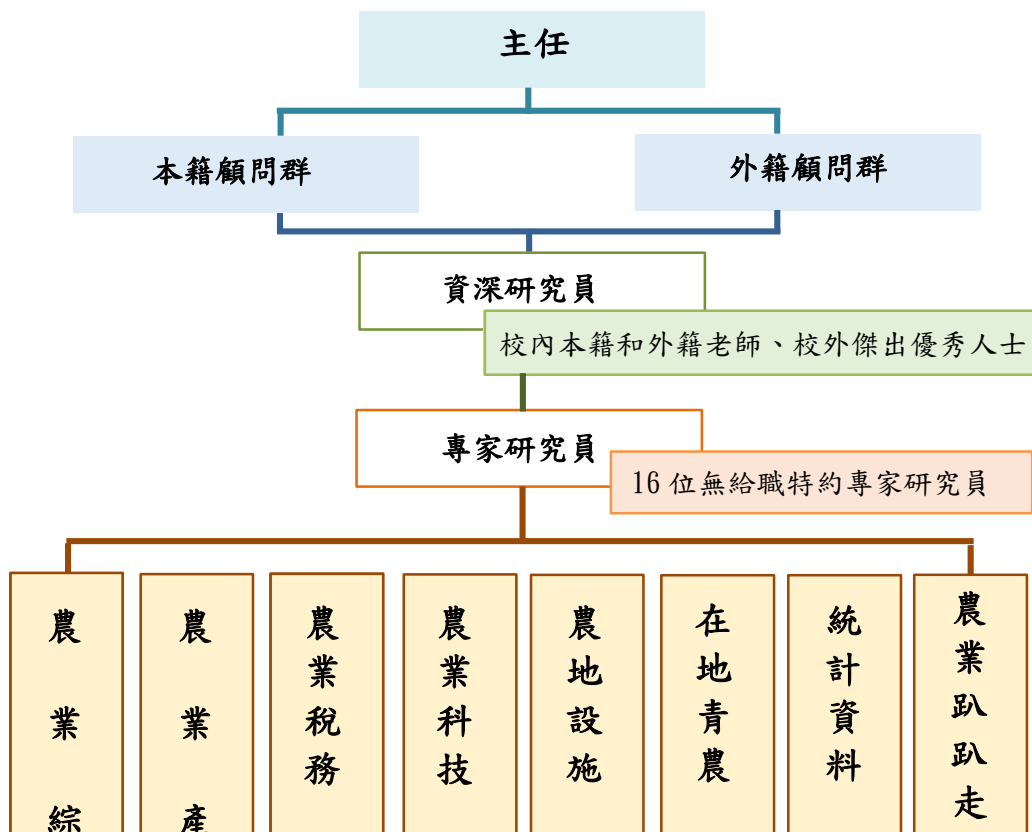 主任
本籍顧問群
外籍顧問群
資深研究員
校內本籍和外籍老師、校外傑出優秀人士
專家研究員
16 位無給職特約專家研究員
農業綜
農業產
農業稅務
農業科技
農地設施
在地青農
統計資料
農業趴趴走